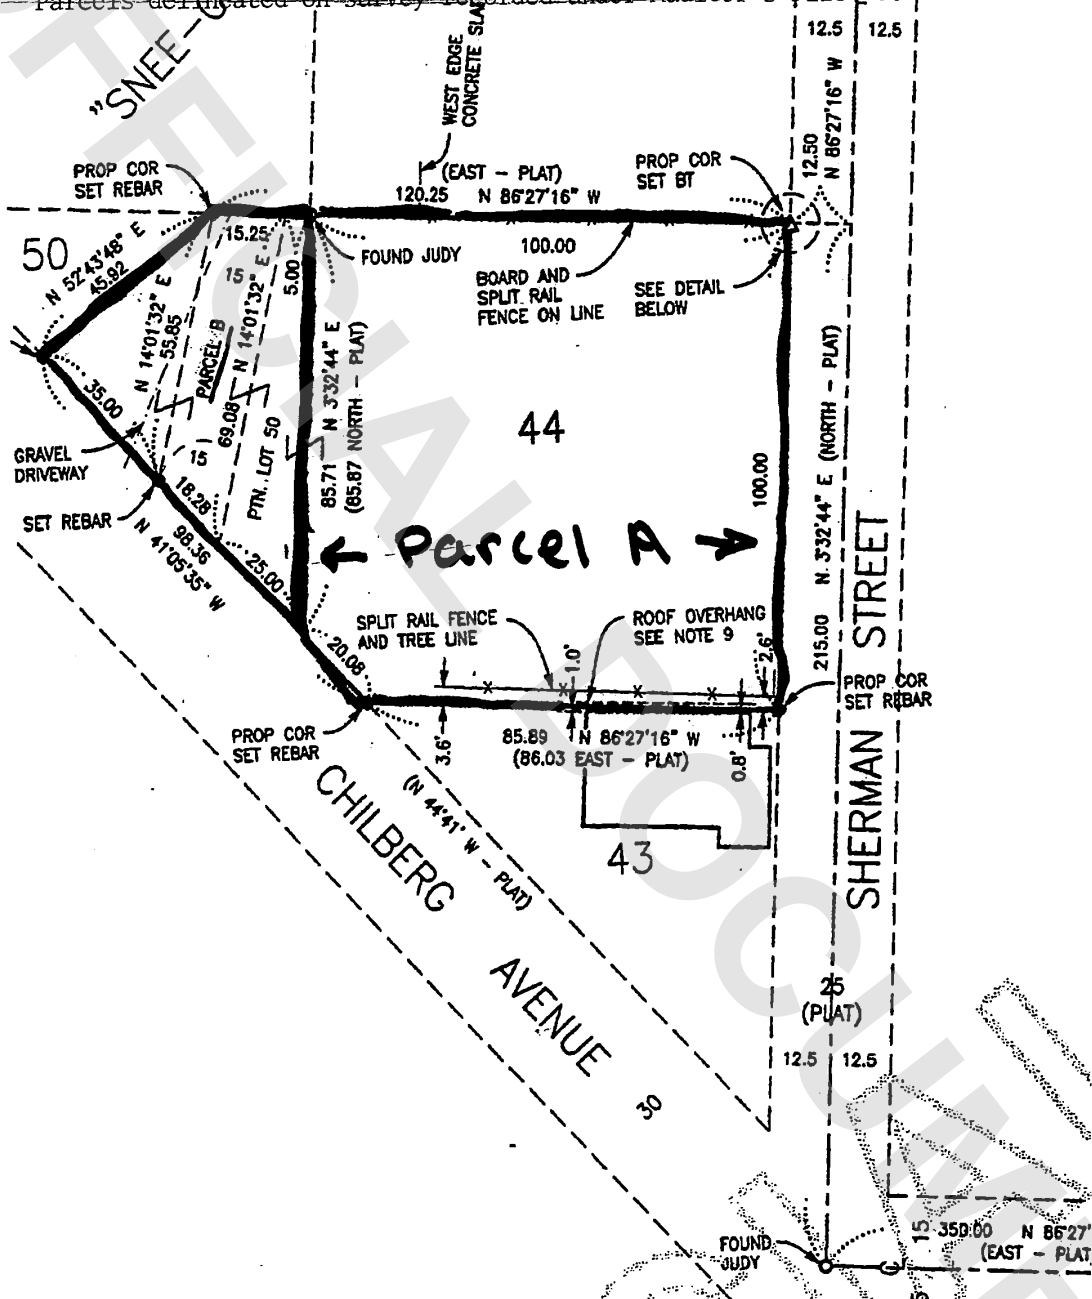 12.5 12.5
"SNEE-
WEST EDGE
CONCRETE SLAB
12.50
N 86°27'16" W
PROP COR
SET REBAR
(EAST - PLAT)
120.25 N 86°27'16" W
PROP COR
SET BT
50
N 52°43'48" E
45.92
15.25
15
5.00
FOUND JUDY
100.00
BOARD AND
SPLIT RAIL
FENCE ON LINE
SEE DETAIL
BELOW
N 14°01'32" E
55.85
PARCEL B
N 14°01'32" E
69.08
15
PTN. LOT 50
85.71 N 3°32'44" E
(85.87 NORTH - PLAT)
44
100.00
215.00 N 3°32'44" E (NORTH - PLAT)
35.00
GRAVEL
DRIVEWAY
SET REBAR
18.28
98.36
N 41°05'35" W
25.00
Parcel A
SPLIT RAIL FENCE
AND TREE LINE
ROOF OVERHANG
SEE NOTE 9
1.0'
2.6'
20.08
PROP COR
SET REBAR
SHERMAN STREET
PROP COR
SET REBAR
3.6'
85.89 N 86°27'16" W
(86.03 EAST - PLAT)
0.8'
(N 44°41' W - PLAT)
43
CHILBERG AVENUE
30
25
(PLAT)
12.5 12.5
FOUND
JUDY
15
350.00 N 86°27'
(EAST - PLAT